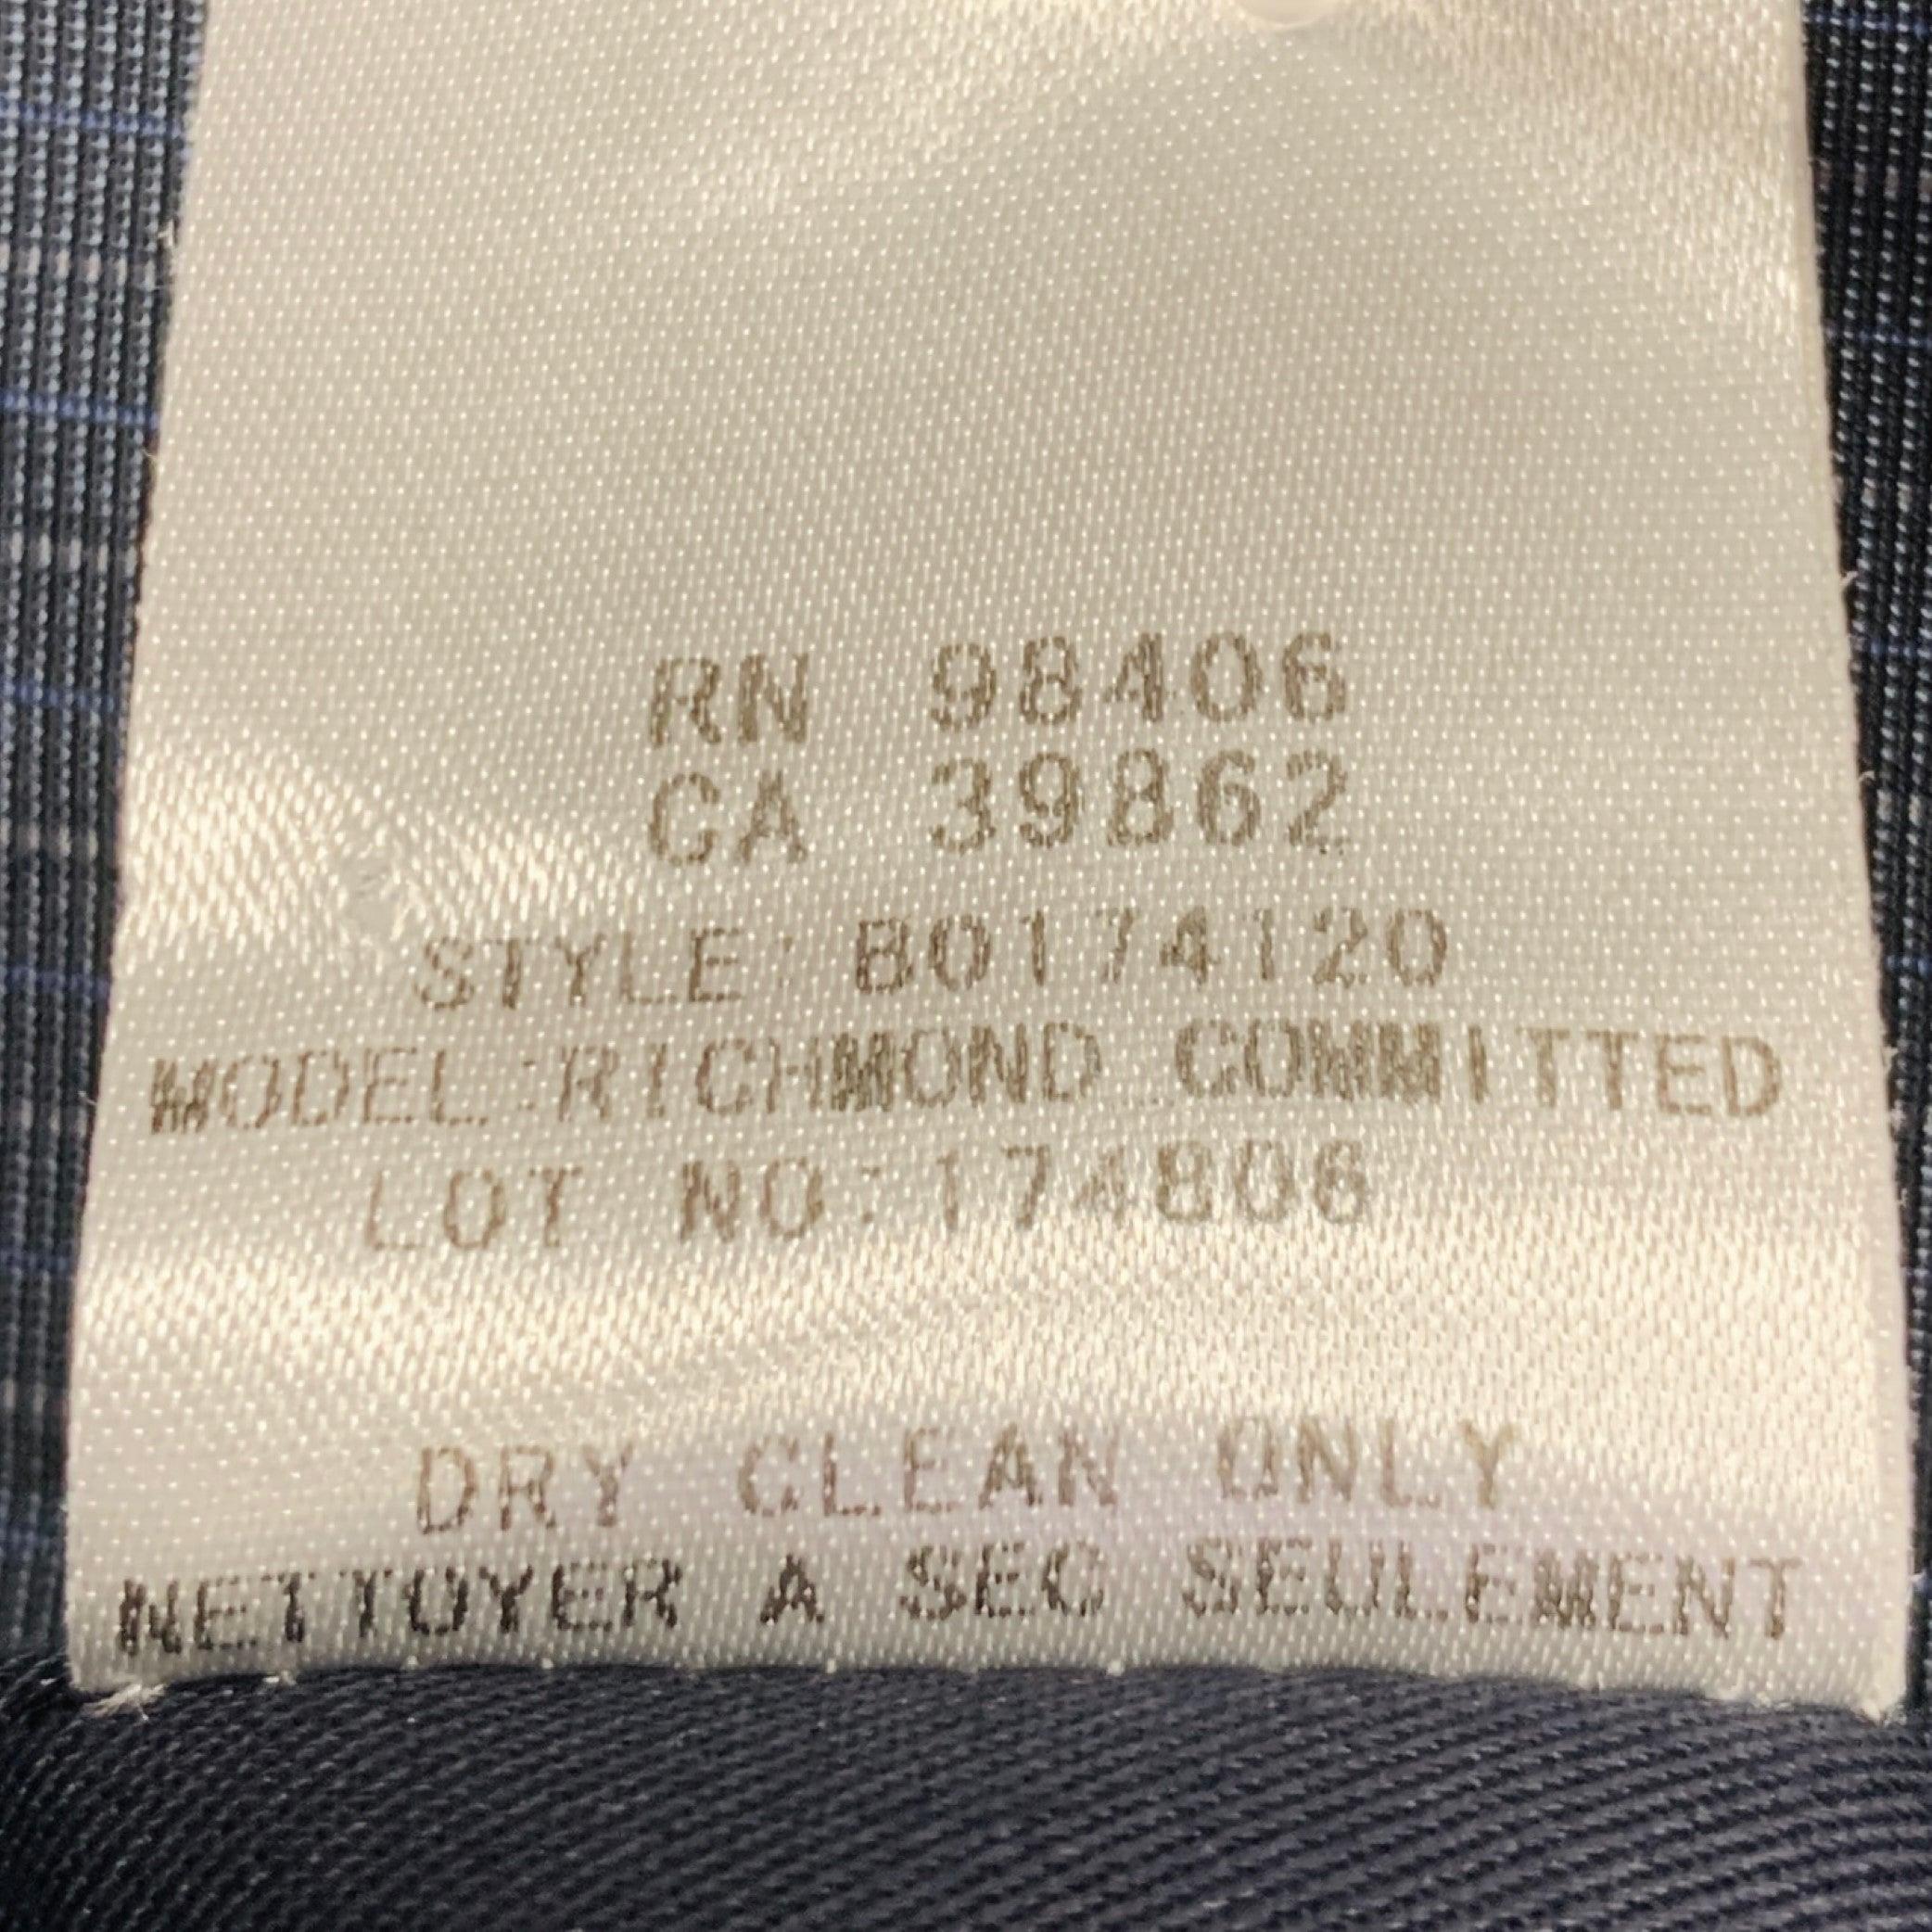 RN 98406
CA 39862
STYLE: B0174120
MODEL:RICHMOND COMMITTED
LOT NO:174806
DRY CLEAN ONLY
NETTOYER A SEC SEULEMENT